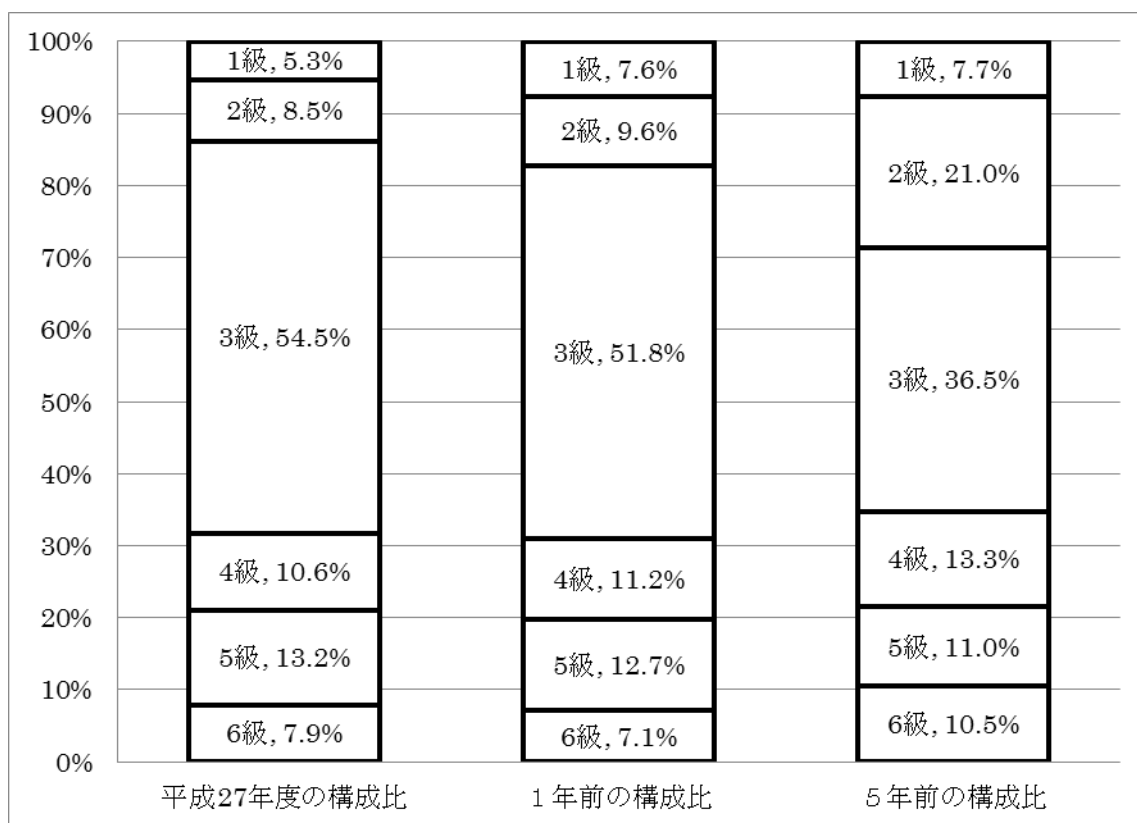 100%
90%
80%
70%
60%
50%
40%
30%
20%
10%
0%
1級, 5.3%
2級, 8.5%
3級, 54.5%
4級, 10.6%
5級, 13.2%
6級, 7.9%
1級, 7.6%
2級, 9.6%
3級, 51.8%
4級, 11.2%
5級, 12.7%
6級, 7.1%
1級, 7.7%
2級, 21.0%
3級, 36.5%
4級, 13.3%
5級, 11.0%
6級, 10.5%
平成27年度の構成比
１年前の構成比
５年前の構成比